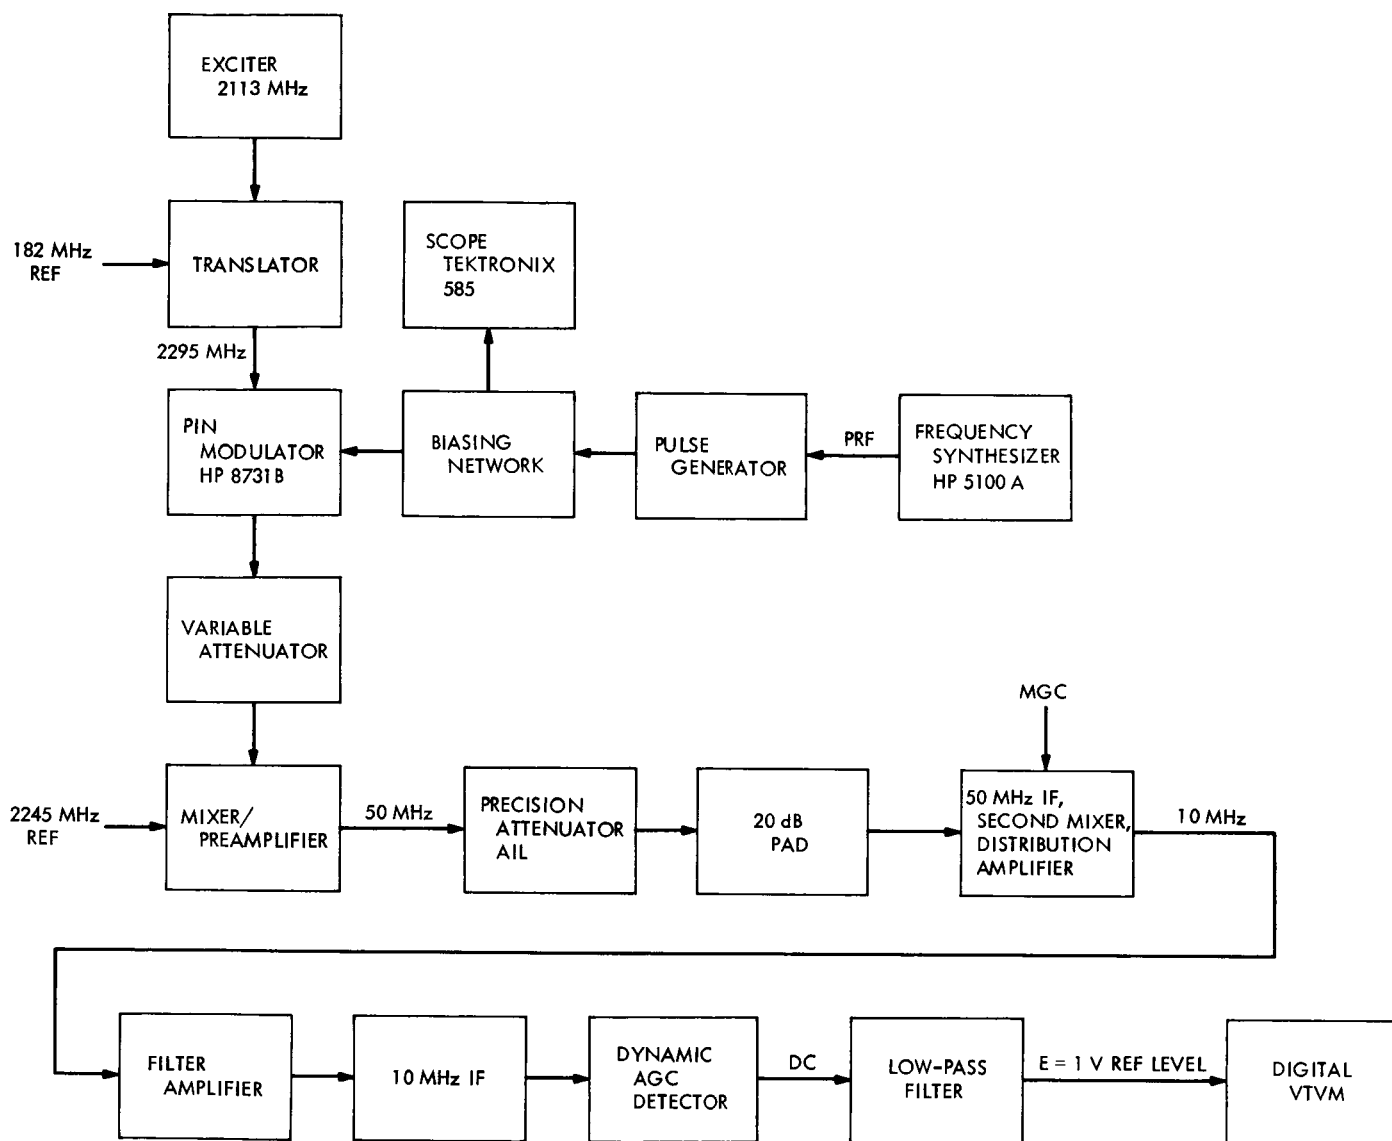 EXCITER
2113 MHz
182 MHz
REF
TRANSLATOR
SCOPE
TEKTRONIX
585
2295 MHz
PIN
MODULATOR
HP 8731B
BIASING
NETWORK
PULSE
GENERATOR
PRF
FREQUENCY
SYNTHESIZER
HP 5100 A
VARIABLE
ATTENUATOR
MGC
2245 MHz
REF
MIXER/
PREAMPLIFIER
50 MHz
PRECISION
ATTENUATOR
AIL
20 dB
PAD
50 MHz IF,
SECOND MIXER,
DISTRIBUTION
AMPLIFIER
10 MHz
FILTER
AMPLIFIER
10 MHz IF
DYNAMIC
AGC
DETECTOR
DC
LOW-PASS
FILTER
E = 1 V REF LEVEL
DIGITAL
VTVM